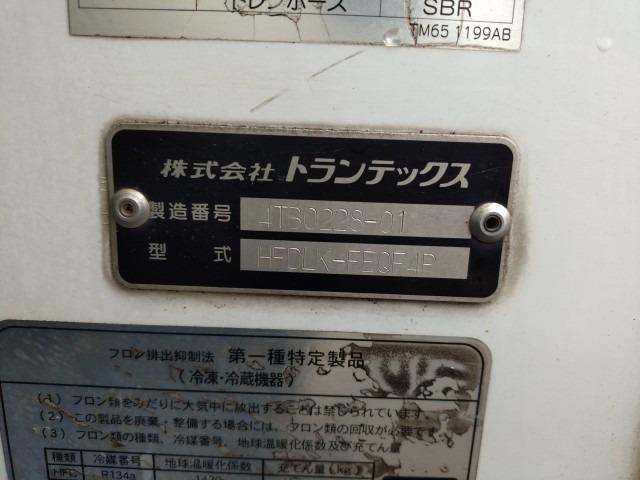 ドレンホース SBR
TM65 1199AB
株式会社 トランテックス
製造番号 4TB0228-01
型 式
フロン排出抑制法 第一種特定製品
(冷凍・冷蔵機器)
(1) フロン類をみだりに大気中に放出することは禁じられています。
(2) この製品を廃棄・整備する場合には、フロン類の回収が必要です。
(3) フロン類の種類、冷媒番号、地球温暖化係数及び充てん量
種類 冷媒番号 地球温暖化係数 充てん量(kg)
HFC R134a 1430